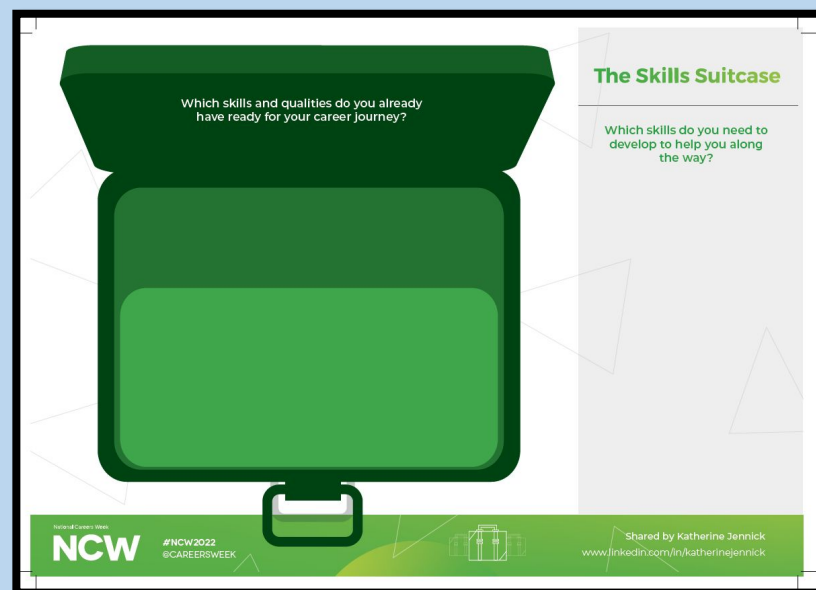 Which skills and qualities do you already
have ready for your career journey?
The Skills Suitcase
Which skills do you need to
develop to help you along
the way?
National Careers Week
NCW
#NCW2022
@CAREERSWEEK
Shared by Katherine Jennick
www.linkedin.com/in/katherinejennick